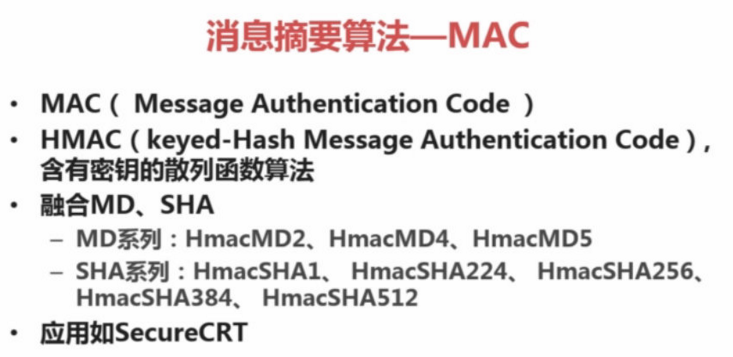 消息摘要算法—MAC
• MAC（ Message Authentication Code ）
• HMAC（keyed-Hash Message Authentication Code），
含有密钥的散列函数算法
• 融合MD、SHA
– MD系列：HmacMD2、HmacMD4、HmacMD5
– SHA系列：HmacSHA1、 HmacSHA224、 HmacSHA256、
HmacSHA384、 HmacSHA512
• 应用如SecureCRT